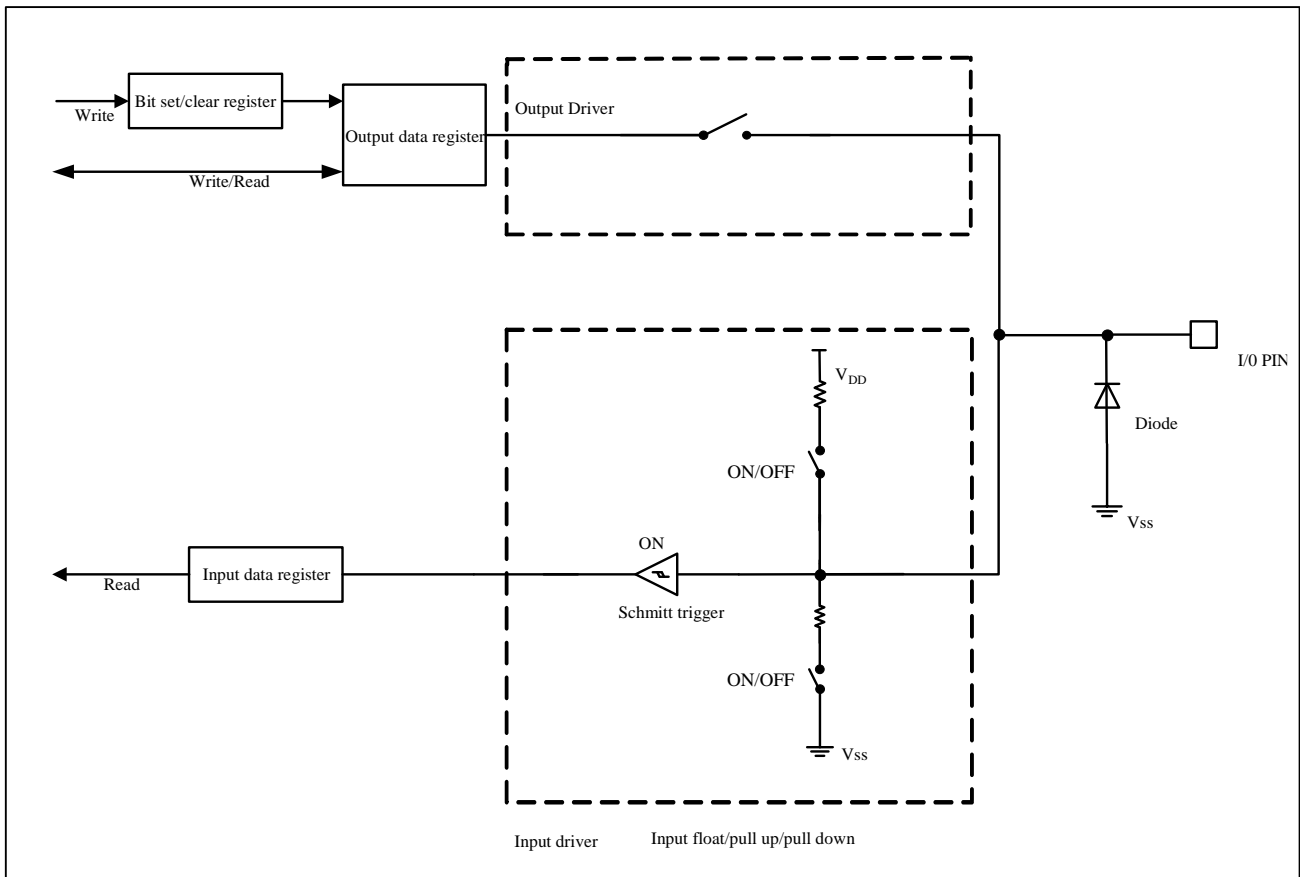 Bit set/clear register
Write
Output data register
Write/Read
Output Driver
I/0 PIN
Diode
Vss
VDD
ON/OFF
ON
Schmitt trigger
Input data register
Read
ON/OFF
Vss
Input driver
Input float/pull up/pull down